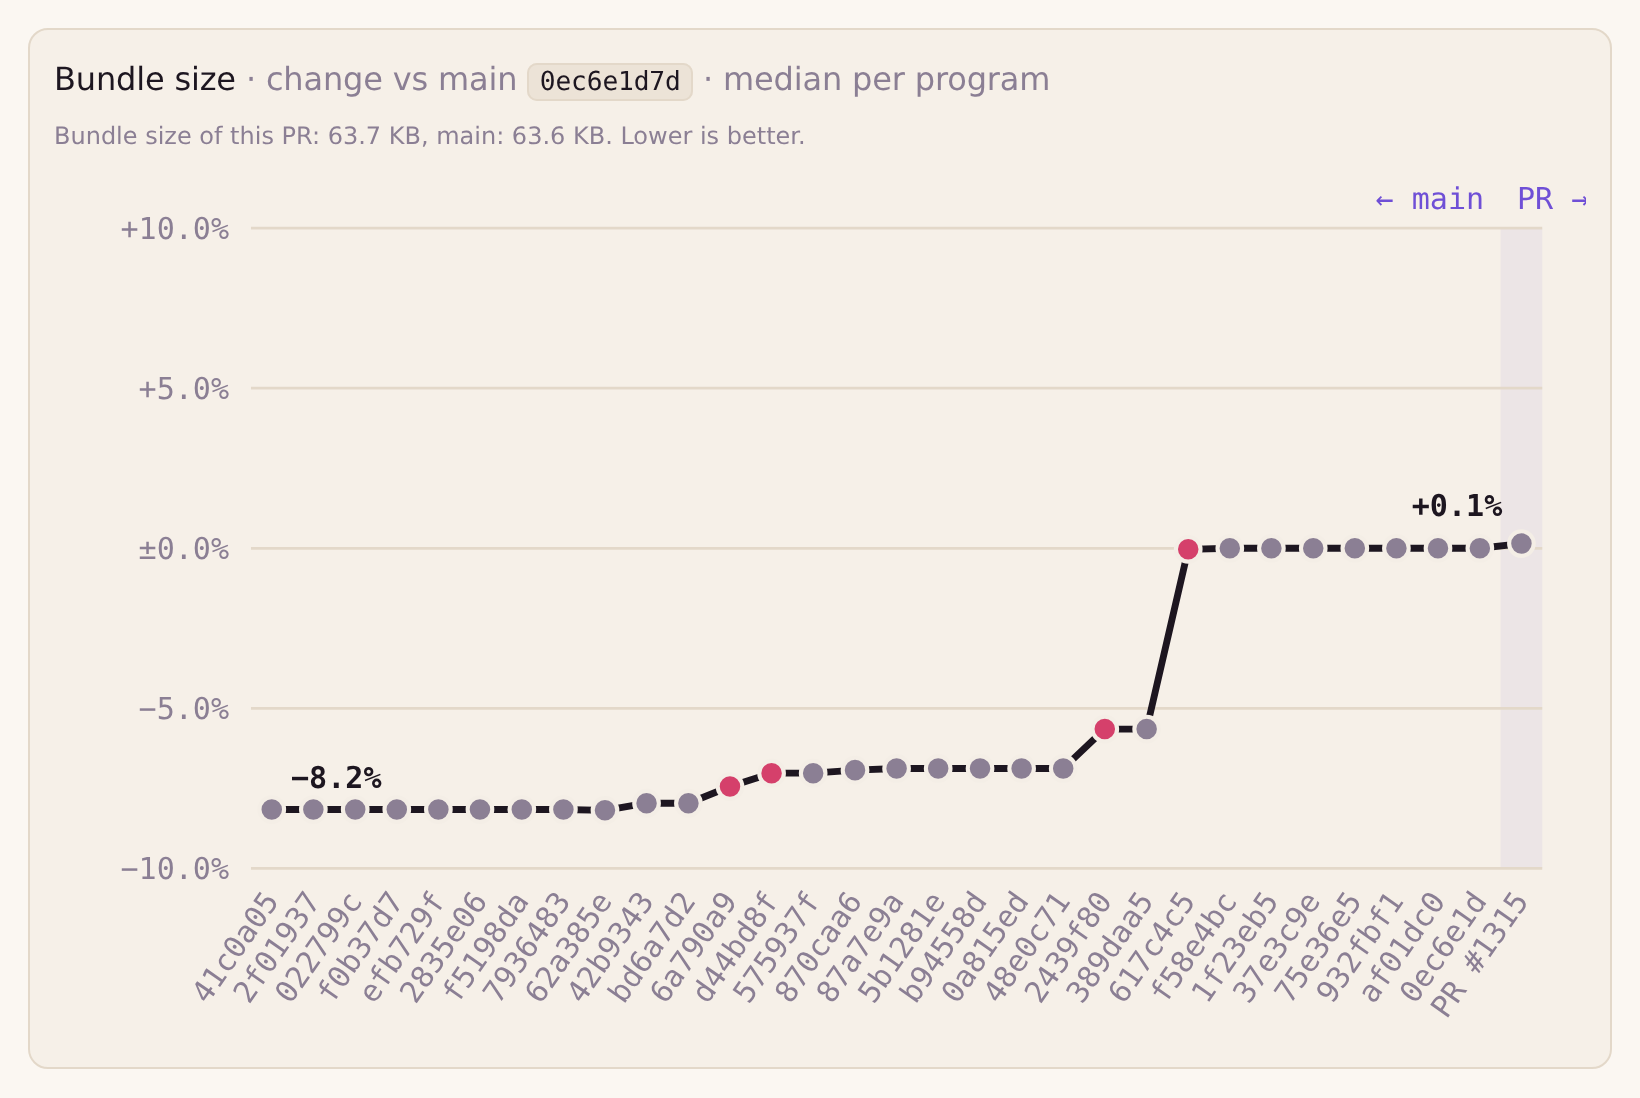 Bundle size · change vs main 0ec6e1d7d · median per program
Bundle size of this PR: 63.7 KB, main: 63.6 KB. Lower is better.
← main PR →
+10.0%
+5.0%
+0.1%
±0.0%
−5.0%
−8.2%
−10.0%
41c0a05
2f01937
022799c
f0b37d7
efb729f
2835e06
f5198da
7936483
62a385e
42b9343
bd6a7d2
6a790a9
d44bd8f
575937f
870caa6
87a7e9a
5b1281e
b94558d
0a815ed
48e0c71
2439f80
389daa5
617c4c5
f58e4bc
1f23eb5
37e3c9e
75e36e5
932fbf1
af01dc0
0ec6e1d
PR #1315